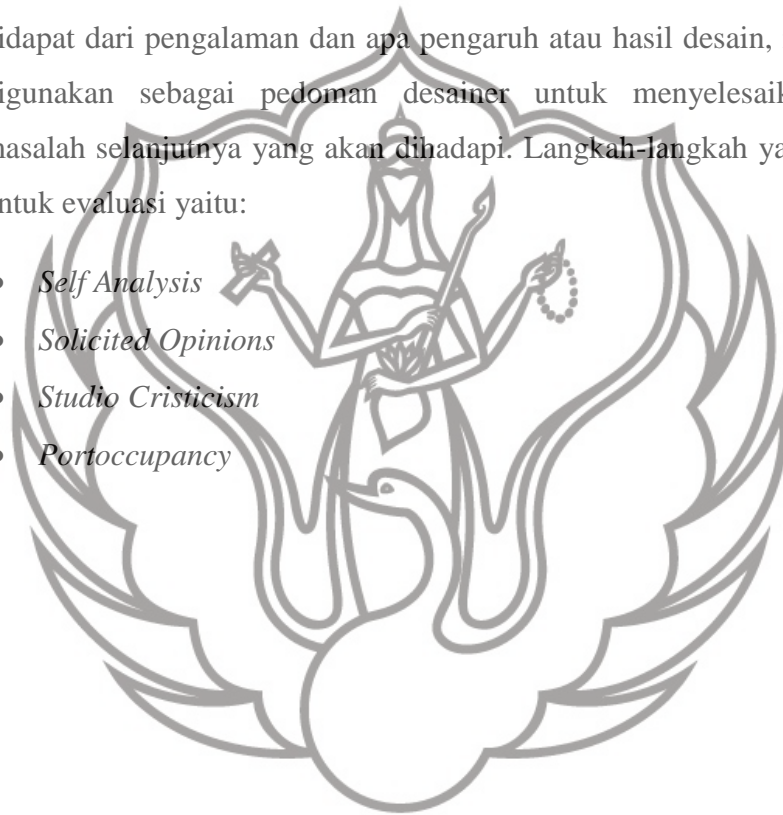 idapat dari pengalaman dan apa pengaruh atau hasil desain,
igunakan sebagai pedoman desainer untuk menyelesaik
nasalah selanjutnya yang akan dihadapi. Langkah-langkah ya
ntuk evaluasi yaitu:
• Self Analysis
• Solicited Opinions
• Studio Cristicism
• Portoccupancy